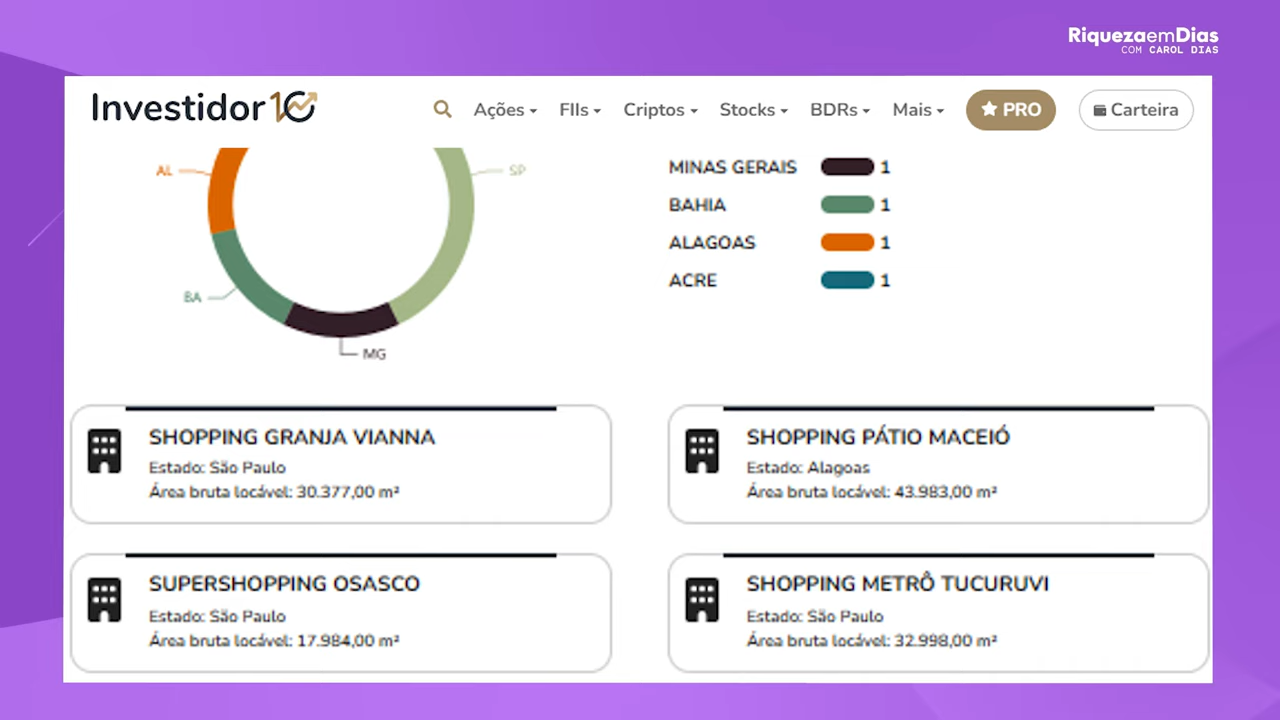 RiquezaemDias
COM CAROL DIAS
Investidor 10
Ações
FIIs
Criptos
Stocks
BDRs
Mais
PRO
Carteira
AL
SP
BA
MG
MINAS GERAIS 1
BAHIA 1
ALAGOAS 1
ACRE 1
SHOPPING GRANJA VIANNA
Estado: São Paulo
Área bruta locável: 30.377,00 m²
SHOPPING PÁTIO MACEIÓ
Estado: Alagoas
Área bruta locável: 43.983,00 m²
SUPERSHOPPING OSASCO
Estado: São Paulo
Área bruta locável: 17.984,00 m²
SHOPPING METRÔ TUCURUVI
Estado: São Paulo
Área bruta locável: 32.998,00 m²